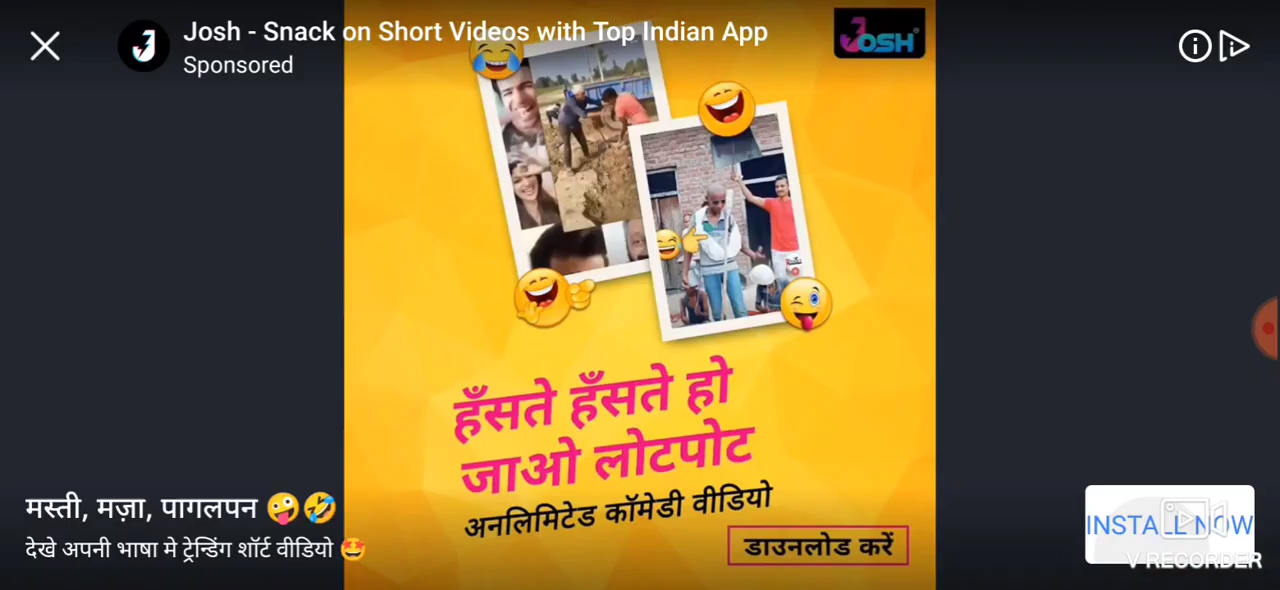 Josh - Snack on Short Videos with Top Indian App
Sponsored
JOSH
हँसते हँसते हो
जाओ लोटपोट
अनलिमिटेड कॉमेडी वीडियो
डाउनलोड करें
मस्ती, मज़ा, पागलपन 🤪🤣
देखे अपनी भाषा मे ट्रेन्डिंग शॉर्ट वीडियो 🤩
INSTALL NOW
V RECORDER